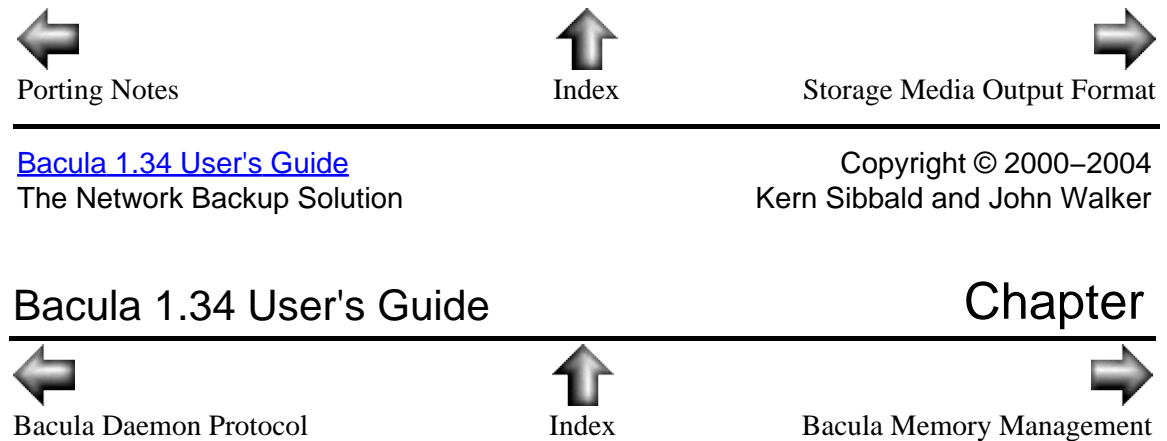 Porting Notes Index Storage Media Output Format
Bacula 1.34 User's Guide Copyright © 2000–2004
The Network Backup Solution Kern Sibbald and John Walker
Bacula 1.34 User's Guide Chapter
Bacula Daemon Protocol Index Bacula Memory Management